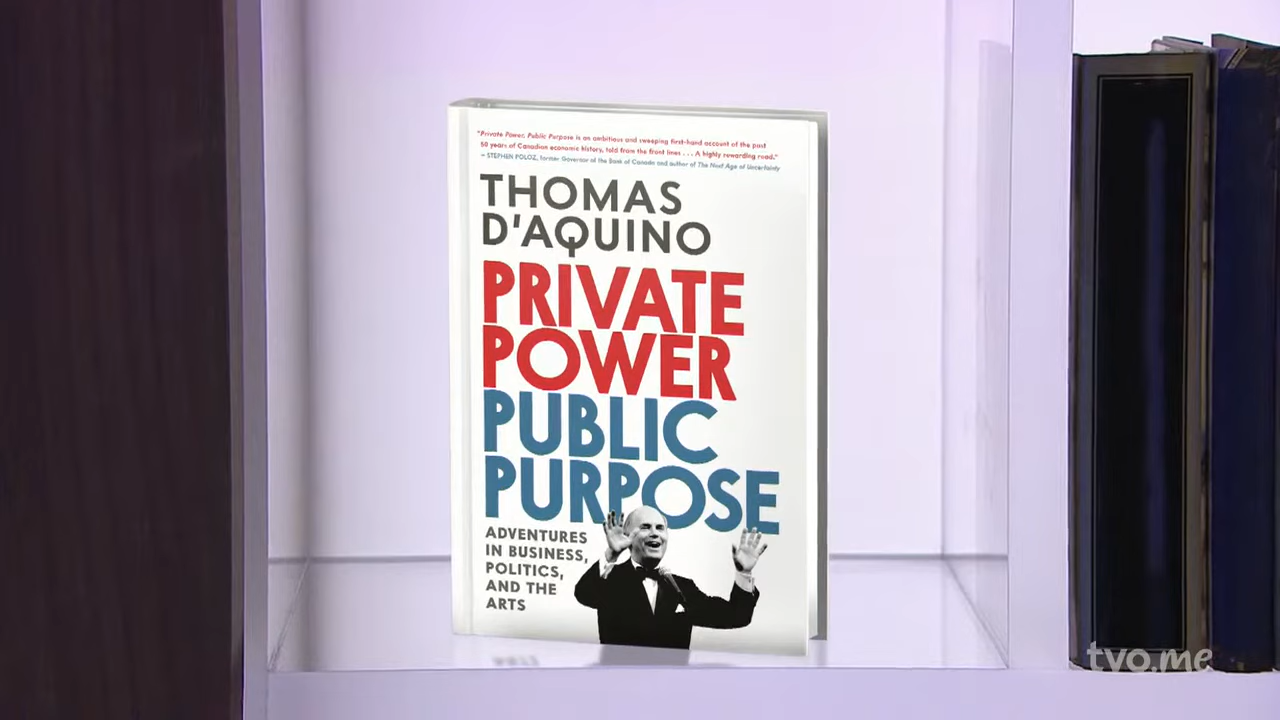 "Private Power, Public Purpose is an ambitious and sweeping first-hand account of the past
50 years of Canadian economic history, told from the front lines . . . A highly rewarding read."
– STEPHEN POLOZ, former Governor of the Bank of Canada and author of The Next Age of Uncertainty
THOMAS
D'AQUINO
PRIVATE
POWER
PUBLIC
PURPOSE
ADVENTURES
IN BUSINESS,
POLITICS,
AND THE
ARTS
tvo.me